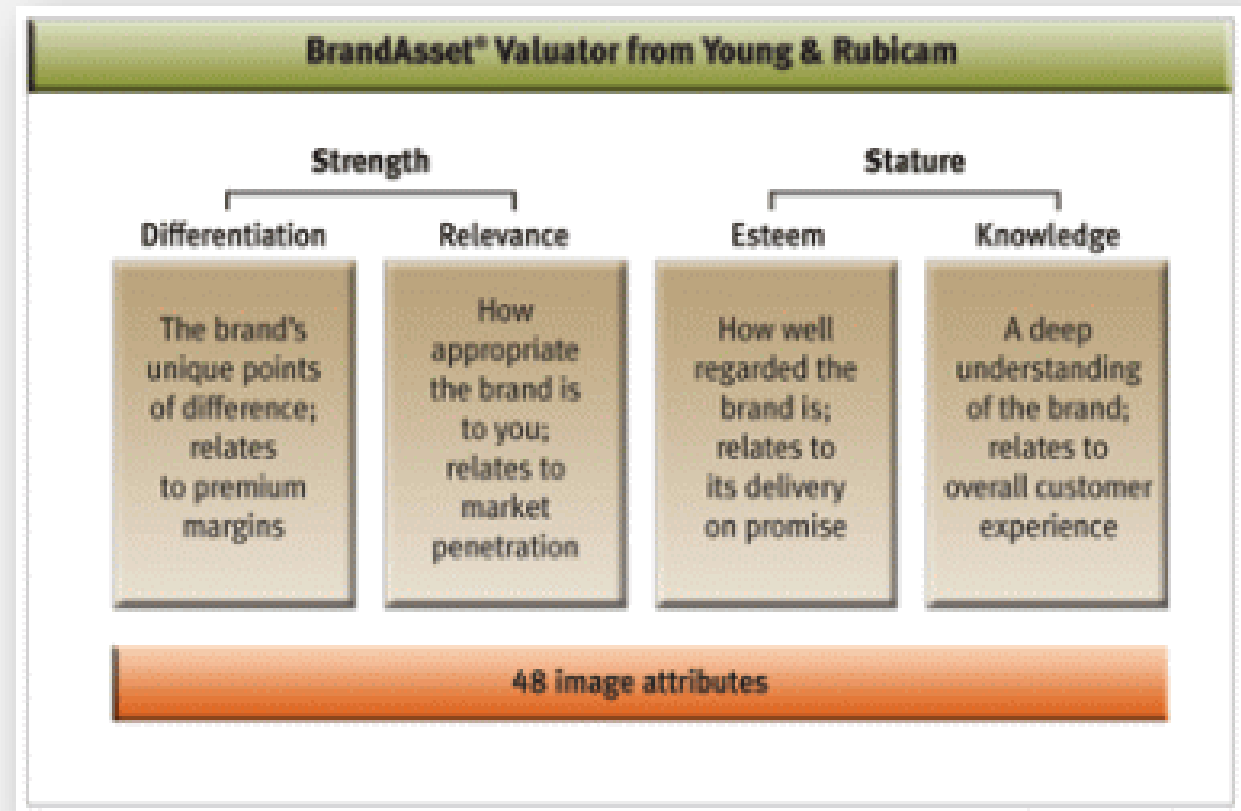 BrandAsset® Valuator from Young & Rubicam
Strength
Stature
Differentiation
Relevance
Esteem
Knowledge
The brand's
unique points
of difference;
relates
to premium
margins
How
appropriate
the brand is
to you;
relates to
market
penetration
How well
regarded the
brand is;
relates to
its delivery
on promise
A deep
understanding
of the brand;
relates to
overall customer
experience
48 image attributes